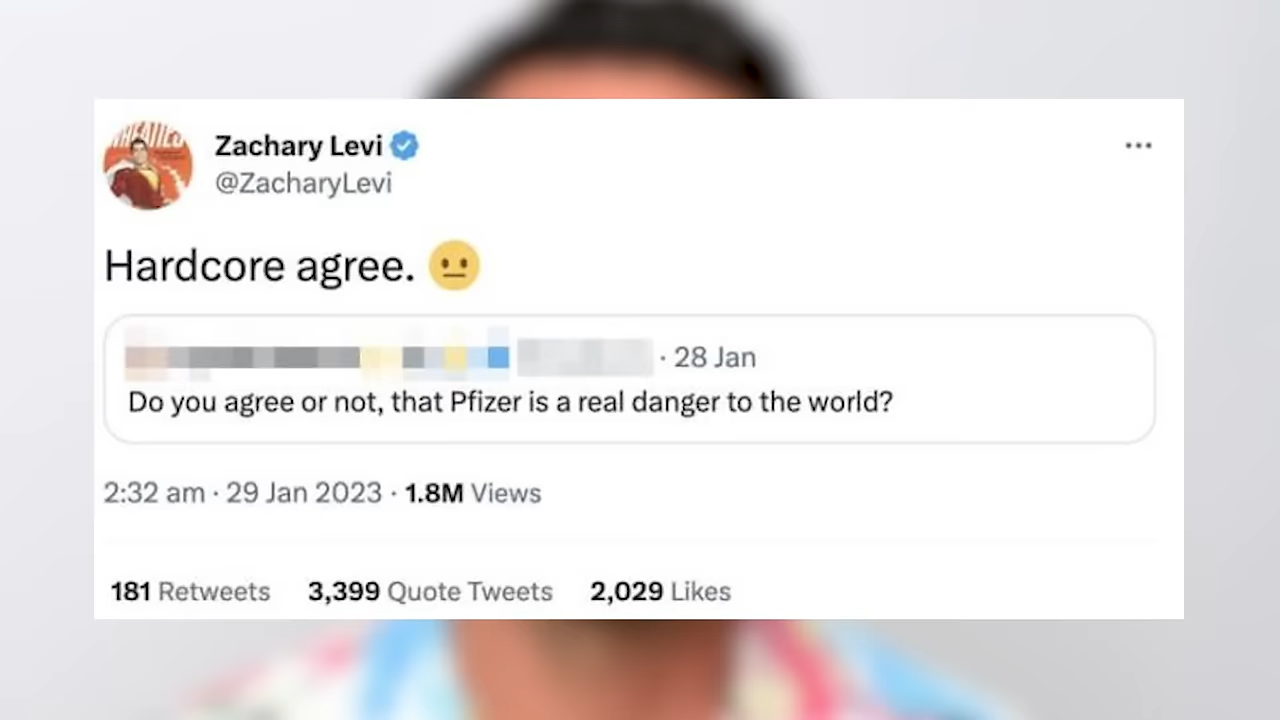 WHEATIES
Zachary Levi
@ZacharyLevi
Hardcore agree. 😐
· 28 Jan
Do you agree or not, that Pfizer is a real danger to the world?
2:32 am · 29 Jan 2023 · 1.8M Views
181 Retweets 3,399 Quote Tweets 2,029 Likes